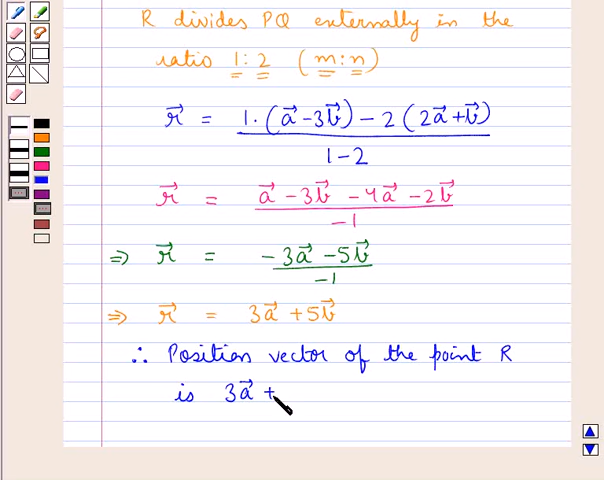 R divides PQ externally in the
ratio 1:2 (m:n)
r⃗ = (1·(a⃗ - 3b⃗) - 2(2a⃗ + b⃗)) / (1-2)
r⃗ = (a⃗ - 3b⃗ - 4a⃗ - 2b⃗) / -1
⇒ r⃗ = (-3a⃗ - 5b⃗) / -1
⇒ r⃗ = 3a⃗ + 5b⃗
∴ Position vector of the point R
is 3a⃗ +